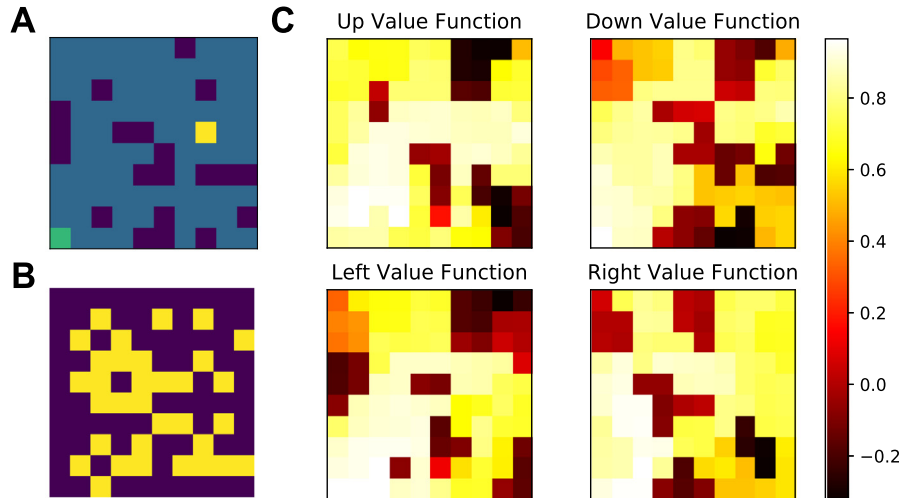 A
C
Up Value Function
Down Value Function
0.8
0.6
0.4
B
Left Value Function
Right Value Function
0.2
0.0
−0.2